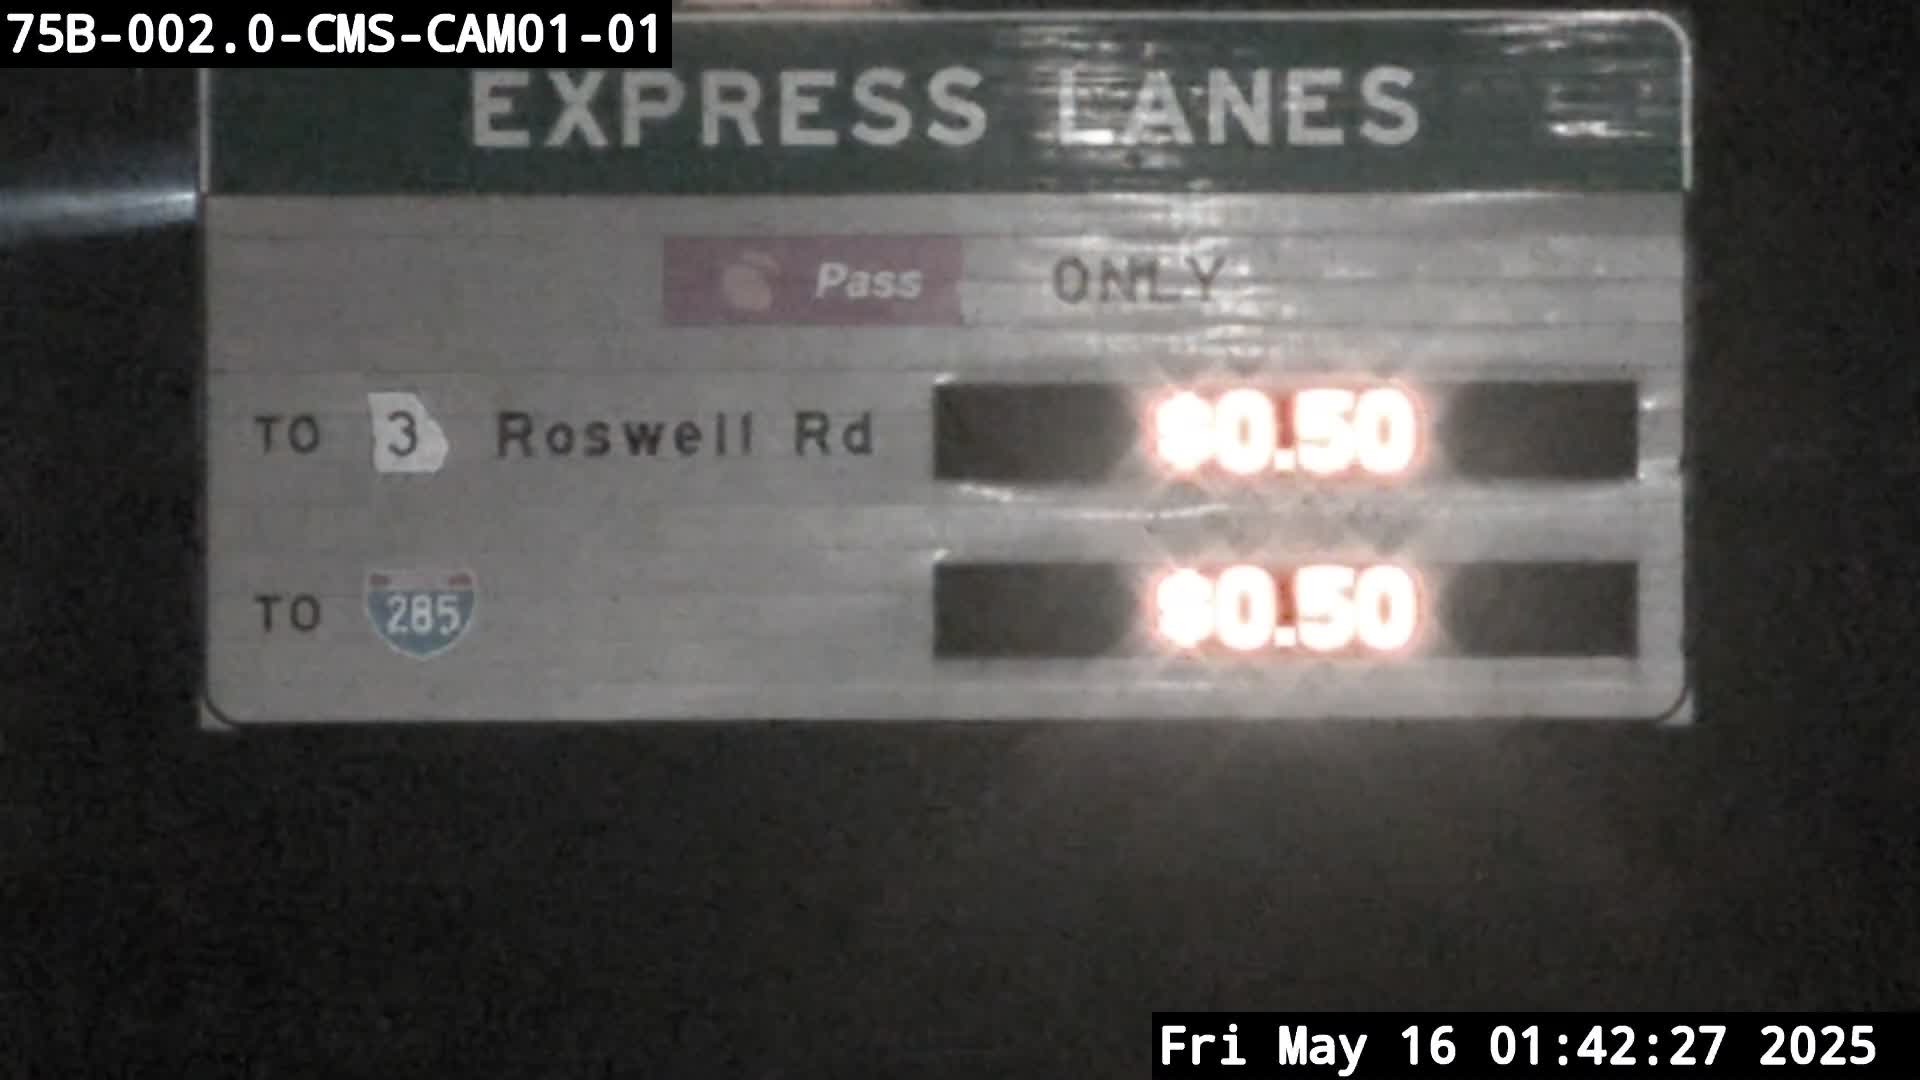 75B-002.0-CMS-CAM01-01
EXPRESS LANES
Pass ONLY
TO 3 Roswell Rd $0.50
TO 285 $0.50
Fri May 16 01:42:27 2025